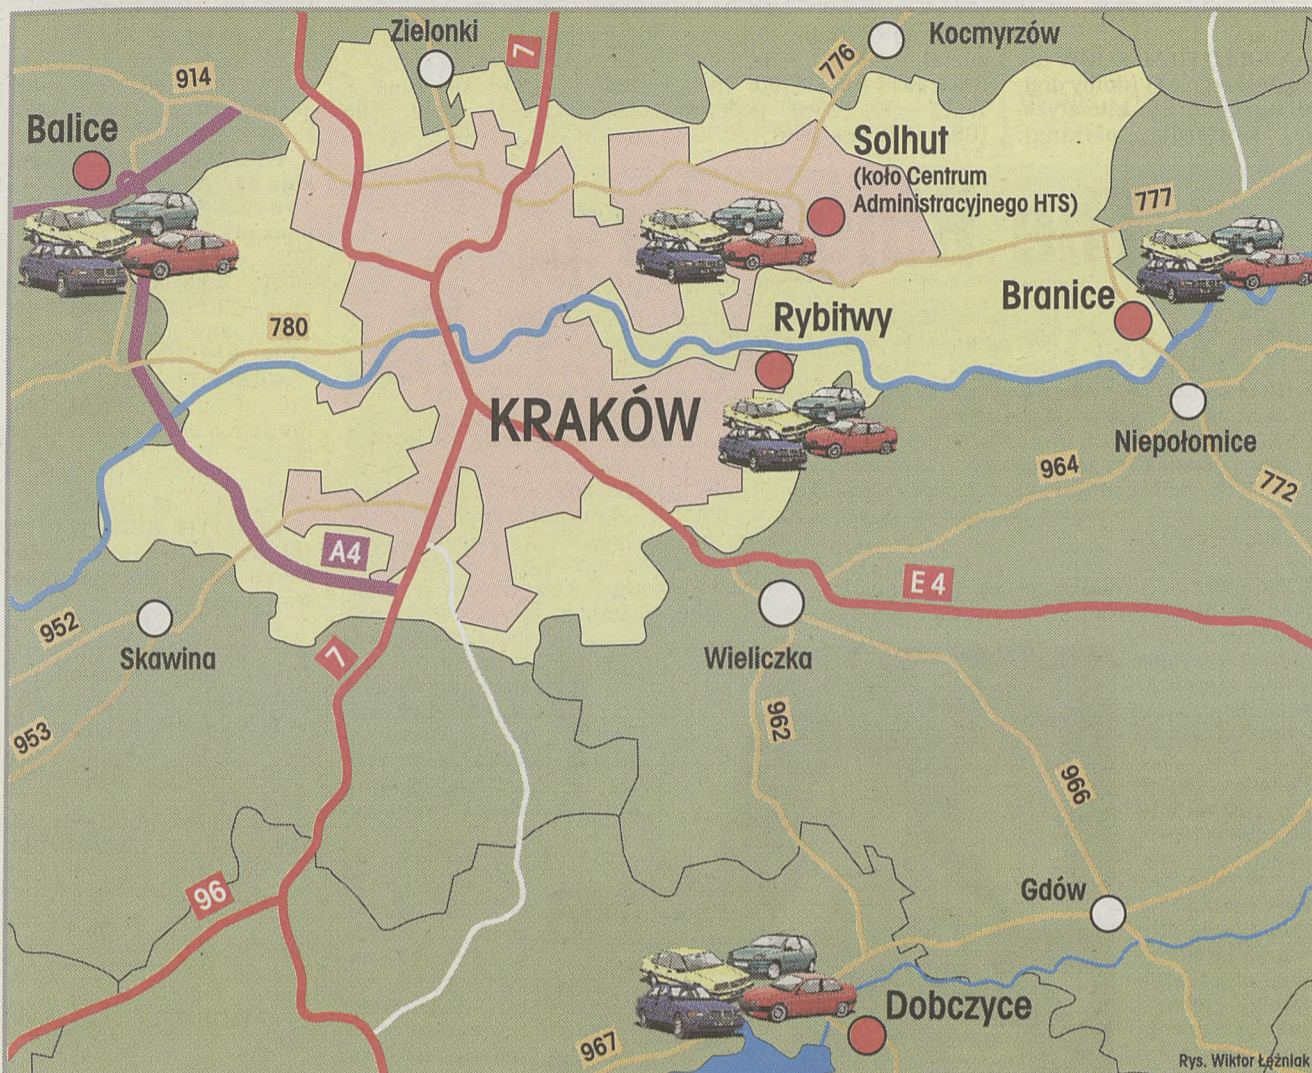 Zielonki
7
Kocmyrzów
776
914
Balice
Solhut
(koło Centrum
Administracyjnego HTS)
777
Branice
Rybitwy
780
KRAKÓW
Niepołomice
964
772
A4
E 4
952
Skawina
Wieliczka
7
962
953
966
96
Gdów
Dobczyce
967
Rys. Wiktor Łęźniak